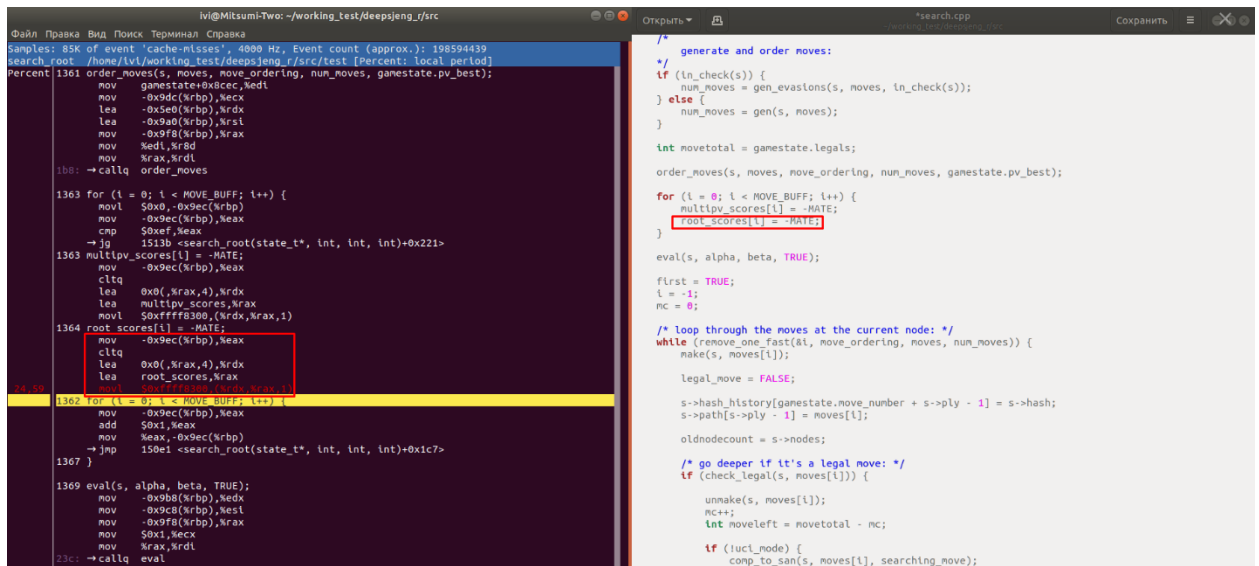 ivi@Mitsumi-Two: ~/working_test/deepsjeng_r/src
Файл Правка Вид Поиск Терминал Справка
Samples: 85K of event 'cache-misses', 4000 Hz, Event count (approx.): 198594439
search_root /home/ivi/working_test/deepsjeng_r/src/test [Percent: local period]
Percent 1361 order_moves(s, moves, move_ordering, num_moves, gamestate.pv_best);
mov gamestate+0x8cec,%edi
mov -0x9dc(%rbp),%ecx
lea -0x5e0(%rbp),%rdx
lea -0x9a0(%rbp),%rsi
mov -0x9f8(%rbp),%rax
mov %edi,%r8d
mov %rax,%rdi
1b8: →callq order_moves
1363 for (i = 0; i < MOVE_BUFF; i++) {
movl $0x0,-0x9ec(%rbp)
mov -0x9ec(%rbp),%eax
cmp $0xef,%eax
→jg 1513b <search_root(state_t*, int, int, int)+0x221>
1363 multipv_scores[i] = -MATE;
mov -0x9ec(%rbp),%eax
cltq
lea 0x0(,%rax,4),%rdx
lea multipv_scores,%rax
movl $0xffff8300,(%rdx,%rax,1)
1364 root_scores[i] = -MATE;
mov -0x9ec(%rbp),%eax
cltq
lea 0x0(,%rax,4),%rdx
lea root_scores,%rax
24,59 movl $0xffff8300,(%rdx,%rax,1)
1362 for (i = 0; i < MOVE_BUFF; i++) {
mov -0x9ec(%rbp),%eax
add $0x1,%eax
mov %eax,-0x9ec(%rbp)
→jmp 150e1 <search_root(state_t*, int, int, int)+0x1c7>
1367 }
1369 eval(s, alpha, beta, TRUE);
mov -0x9b8(%rbp),%edx
mov -0x9c8(%rbp),%esi
mov -0x9f8(%rbp),%rax
mov $0x1,%ecx
mov %rax,%rdi
23c: →callq eval
Открыть
*search.cpp
Сохранить
/*
generate and order moves:
*/
if (in_check(s)) {
num_moves = gen_evasions(s, moves, in_check(s));
} else {
num_moves = gen(s, moves);
}
int movetotal = gamestate.legals;
order_moves(s, moves, move_ordering, num_moves, gamestate.pv_best);
for (i = 0; i < MOVE_BUFF; i++) {
multipv_scores[i] = -MATE;
root_scores[i] = -MATE;
}
eval(s, alpha, beta, TRUE);
first = TRUE;
i = -1;
mc = 0;
/* loop through the moves at the current node: */
while (remove_one_fast(&i, move_ordering, moves, num_moves)) {
make(s, moves[i]);
legal_move = FALSE;
s->hash_history[gamestate.move_number + s->ply - 1] = s->hash;
s->path[s->ply - 1] = moves[i];
oldnodecount = s->nodes;
/* go deeper if it's a legal move: */
if (check_legal(s, moves[i])) {
unmake(s, moves[i]);
mc++;
int moveleft = movetotal - mc;
if (!uci_mode) {
comp_to_san(s, moves[i], searching_move);